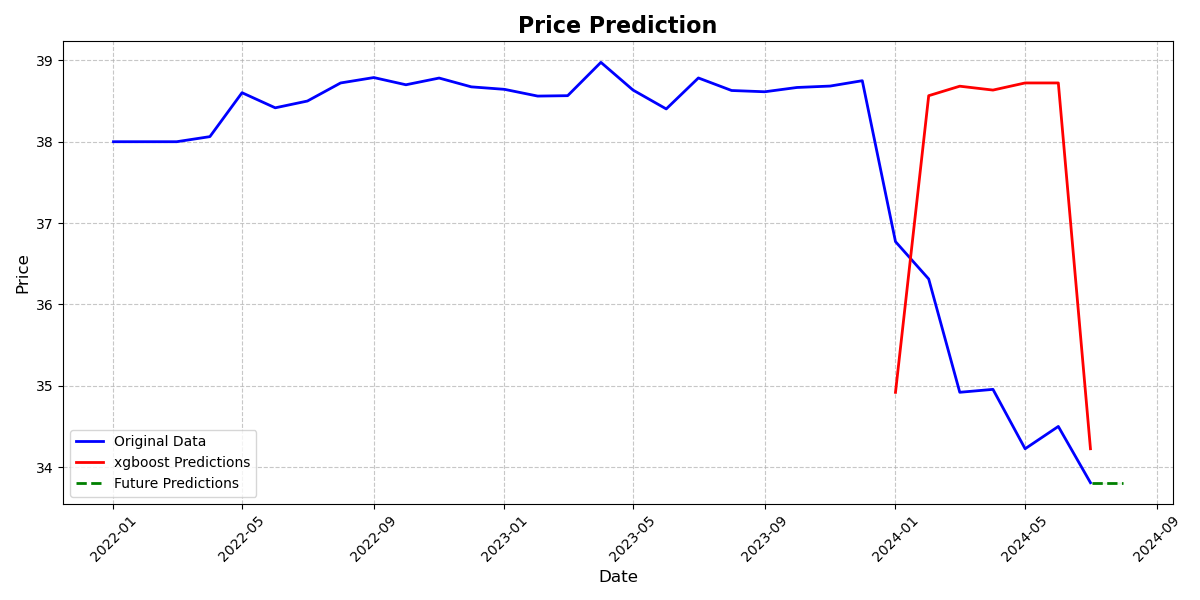 Price Prediction
39
38
37
36
35
34
Price
Original Data
xgboost Predictions
Future Predictions
2022-01
2022-05
2022-09
2023-01
2023-05
2023-09
2024-01
2024-05
2024-09
Date